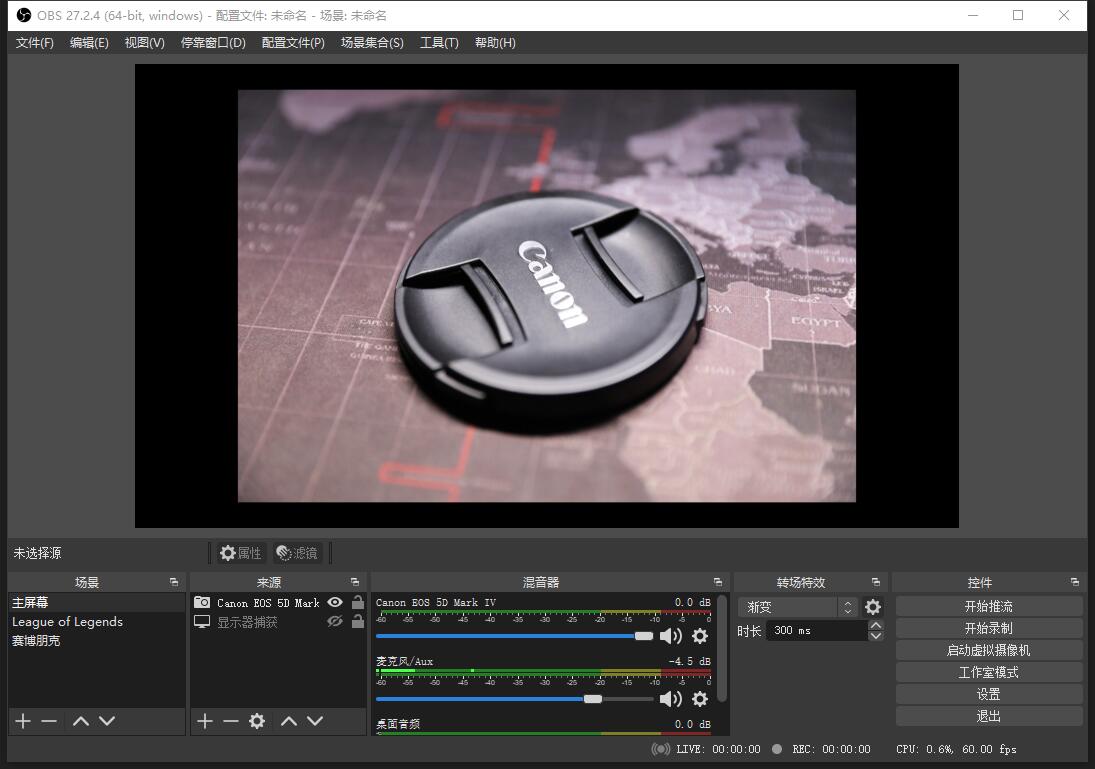 OBS 27.2.4 (64-bit, windows) - 配置文件: 未命名 - 场景: 未命名
文件(F) 编辑(E) 视图(V) 停靠窗口(D) 配置文件(P) 场景集合(S) 工具(T) 帮助(H)
Canon
ISRAEL
EGYPT
CHAD
SUDAN
未选择源 属性 滤镜
场景 来源 混音器 转场特效 控件
主屏幕
League of Legends
赛博朋克
Canon EOS 5D Mark
显示器捕获
Canon EOS 5D Mark IV 0.0 dB
-60 -55 -50 -45 -40 -35 -30 -25 -20 -15 -10 -5 0
麦克风/Aux -4.5 dB
-60 -55 -50 -45 -40 -35 -30 -25 -20 -15 -10 -5 0
桌面音频 0.0 dB
渐变
时长 300 ms
开始推流
开始录制
启动虚拟摄像机
工作室模式
设置
退出
LIVE: 00:00:00 REC: 00:00:00 CPU: 0.6%, 60.00 fps